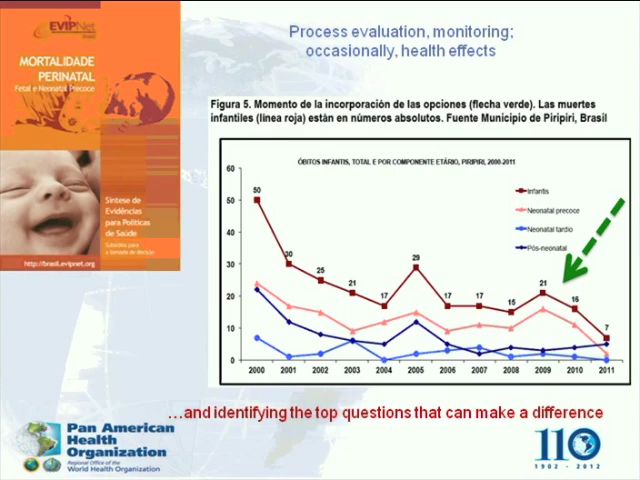 Process evaluation, monitoring;
occasionally, health effects
EVIPNet
MORTALIDADE
PERINATAL
Fetal e Neonatal Precoce
Síntese de
Evidências
para Políticas
de Saúde
Subsídios para
a tomada de decisão
http://brasil.evipnet.org
Figura 5. Momento de la incorporación de las opciones (flecha verde). Las muertes
infantiles (línea roja) están en números absolutos. Fuente Municipio de Piripiri, Brasil
ÓBITOS INFANTIS, TOTAL E POR COMPONENTE ETÁRIO, PIRIPIRI, 2000-2011
60
50
40
30
20
10
0
50
30
25
21
17
29
17
17
15
21
16
7
Infantis
Neonatal precoce
Neonatal tardio
Pós-neonatal
2000 2001 2002 2003 2004 2005 2006 2007 2008 2009 2010 2011
…and identifying the top questions that can make a difference
Pan American
Health
Organization
Regional Office of the
World Health Organization
110
1902 - 2012